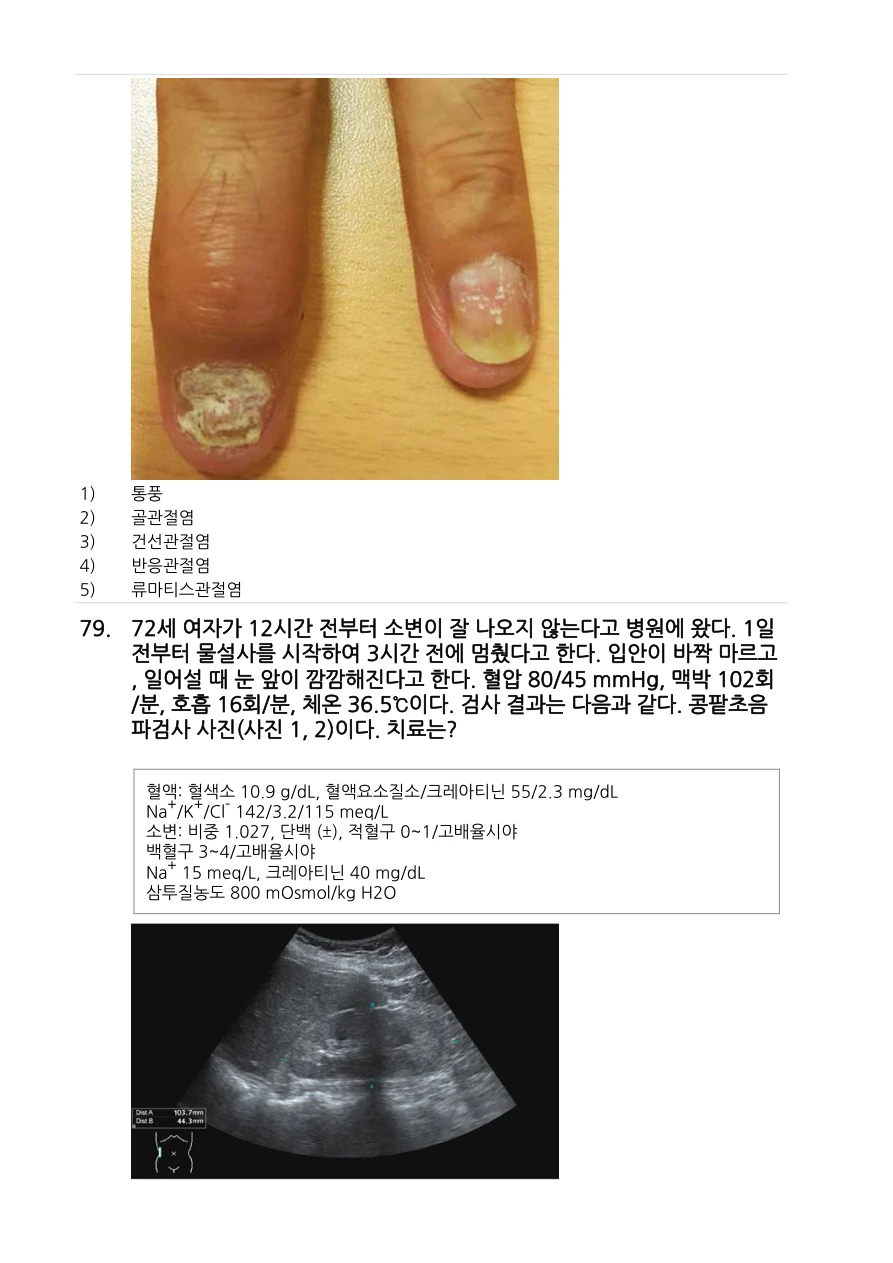 1) 통풍
2) 골관절염
3) 건선관절염
4) 반응관절염
5) 류마티스관절염
79. 72세 여자가 12시간 전부터 소변이 잘 나오지 않는다고 병원에 왔다. 1일
전부터 물설사를 시작하여 3시간 전에 멈췄다고 한다. 입안이 바짝 마르고
, 일어설 때 눈 앞이 깜깜해진다고 한다. 혈압 80/45 mmHg, 맥박 102회
/분, 호흡 16회/분, 체온 36.5℃이다. 검사 결과는 다음과 같다. 콩팥초음
파검사 사진(사진 1, 2)이다. 치료는?
혈액: 혈색소 10.9 g/dL, 혈액요소질소/크레아티닌 55/2.3 mg/dL
Na+/K+/Cl- 142/3.2/115 meq/L
소변: 비중 1.027, 단백 (±), 적혈구 0~1/고배율시야
백혈구 3~4/고배율시야
Na+ 15 meq/L, 크레아티닌 40 mg/dL
삼투질농도 800 mOsmol/kg H2O
Dist A 103.7mm
Dist B 44.3mm